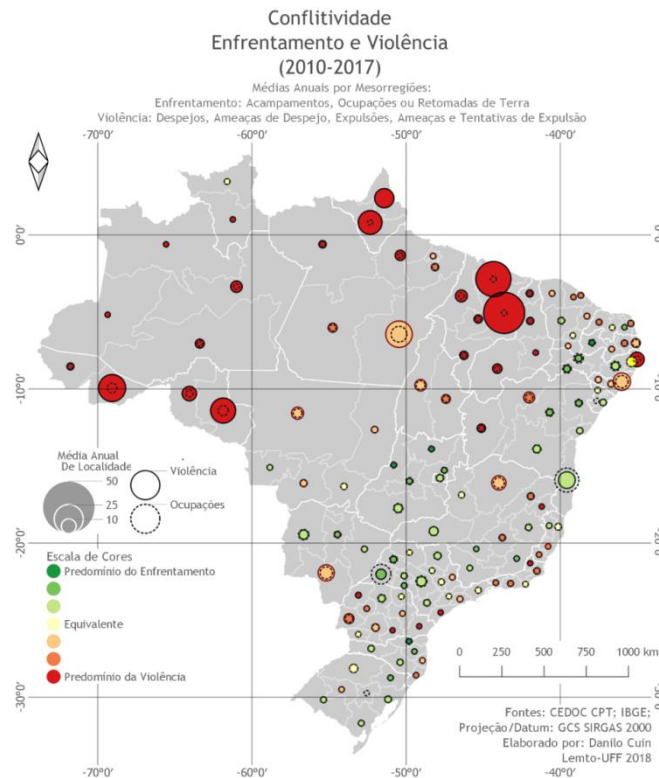 Conflitividade
Enfrentamento e Violência
(2010-2017)
Médias Anuais por Mesorregiões:
Enfrentamento: Acampamentos, Ocupações ou Retomadas de Terra
Violência: Despejos, Ameaças de Despejo, Expulsões, Ameaças e Tentativas de Expulsão
-70°0' -60°0' -50°0' -40°0'
0°0'
-10°0'
-20°0'
-30°0'
Média Anual
De Localidade
50
25
10
Violência
Ocupações
Escala de Cores
Predomínio do Enfrentamento
Equivalente
Predomínio da Violência
0 250 500 1000 km
Fontes: CEDOC CPT; IBGE;
Projeção/Datum: GCS SIRGAS 2000
Elaborado por: Danilo Cuin
Lemto-UFF 2018
-70°0' -60°0' -50°0' -40°0'